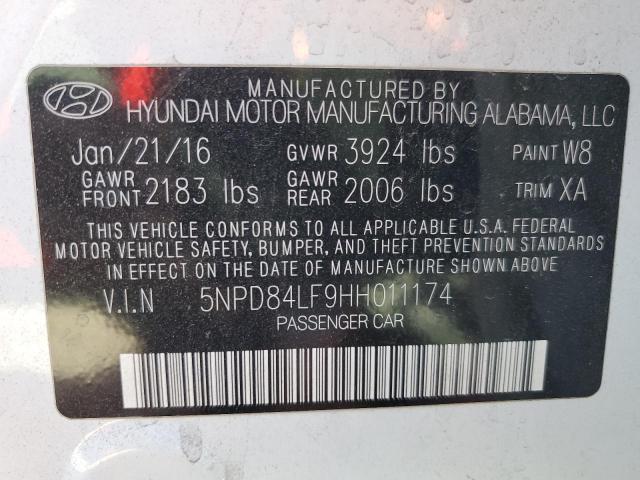 MANUFACTURED BY
HYUNDAI MOTOR MANUFACTURING ALABAMA, LLC
Jan/21/16 GVWR 3924 lbs PAINT W8
GAWR FRONT 2183 lbs GAWR REAR 2006 lbs TRIM XA
THIS VEHICLE CONFORMS TO ALL APPLICABLE U.S.A. FEDERAL
MOTOR VEHICLE SAFETY, BUMPER, AND THEFT PREVENTION STANDARDS
IN EFFECT ON THE DATE OF MANUFACTURE SHOWN ABOVE.
V.I.N 5NPD84LF9HH011174
PASSENGER CAR